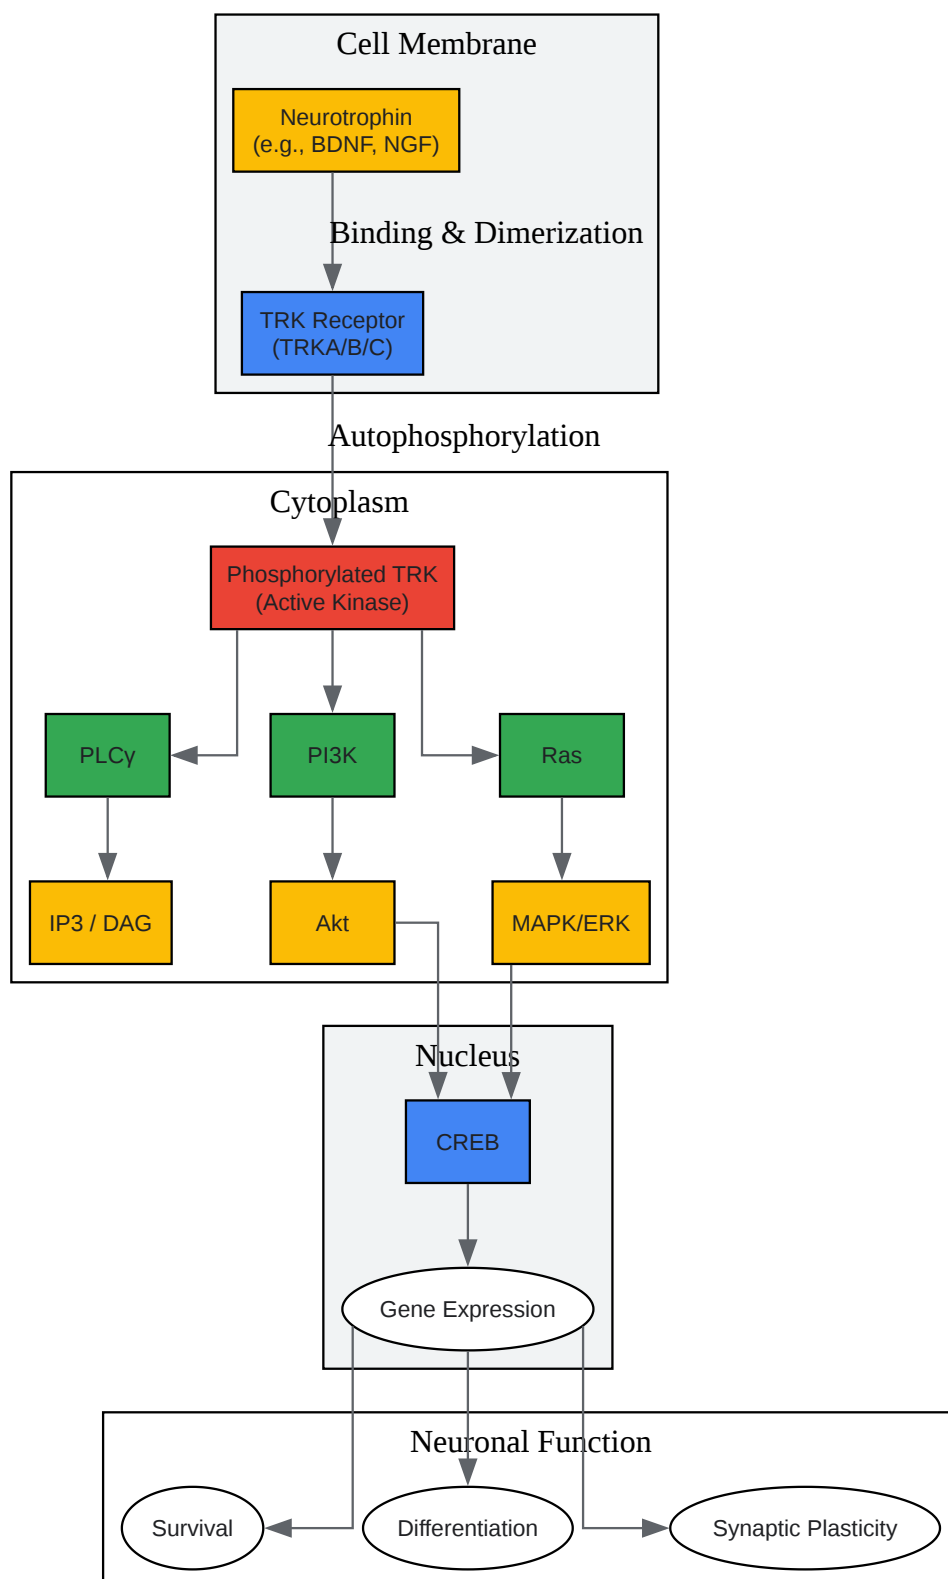 Cell Membrane
Neurotrophin
(e.g., BDNF, NGF)
Binding & Dimerization
TRK Receptor
(TRKA/B/C)
Autophosphorylation
Cytoplasm
Phosphorylated TRK
(Active Kinase)
PLCγ
PI3K
Ras
IP3 / DAG
Akt
MAPK/ERK
Nucleus
CREB
Gene Expression
Neuronal Function
Survival
Differentiation
Synaptic Plasticity